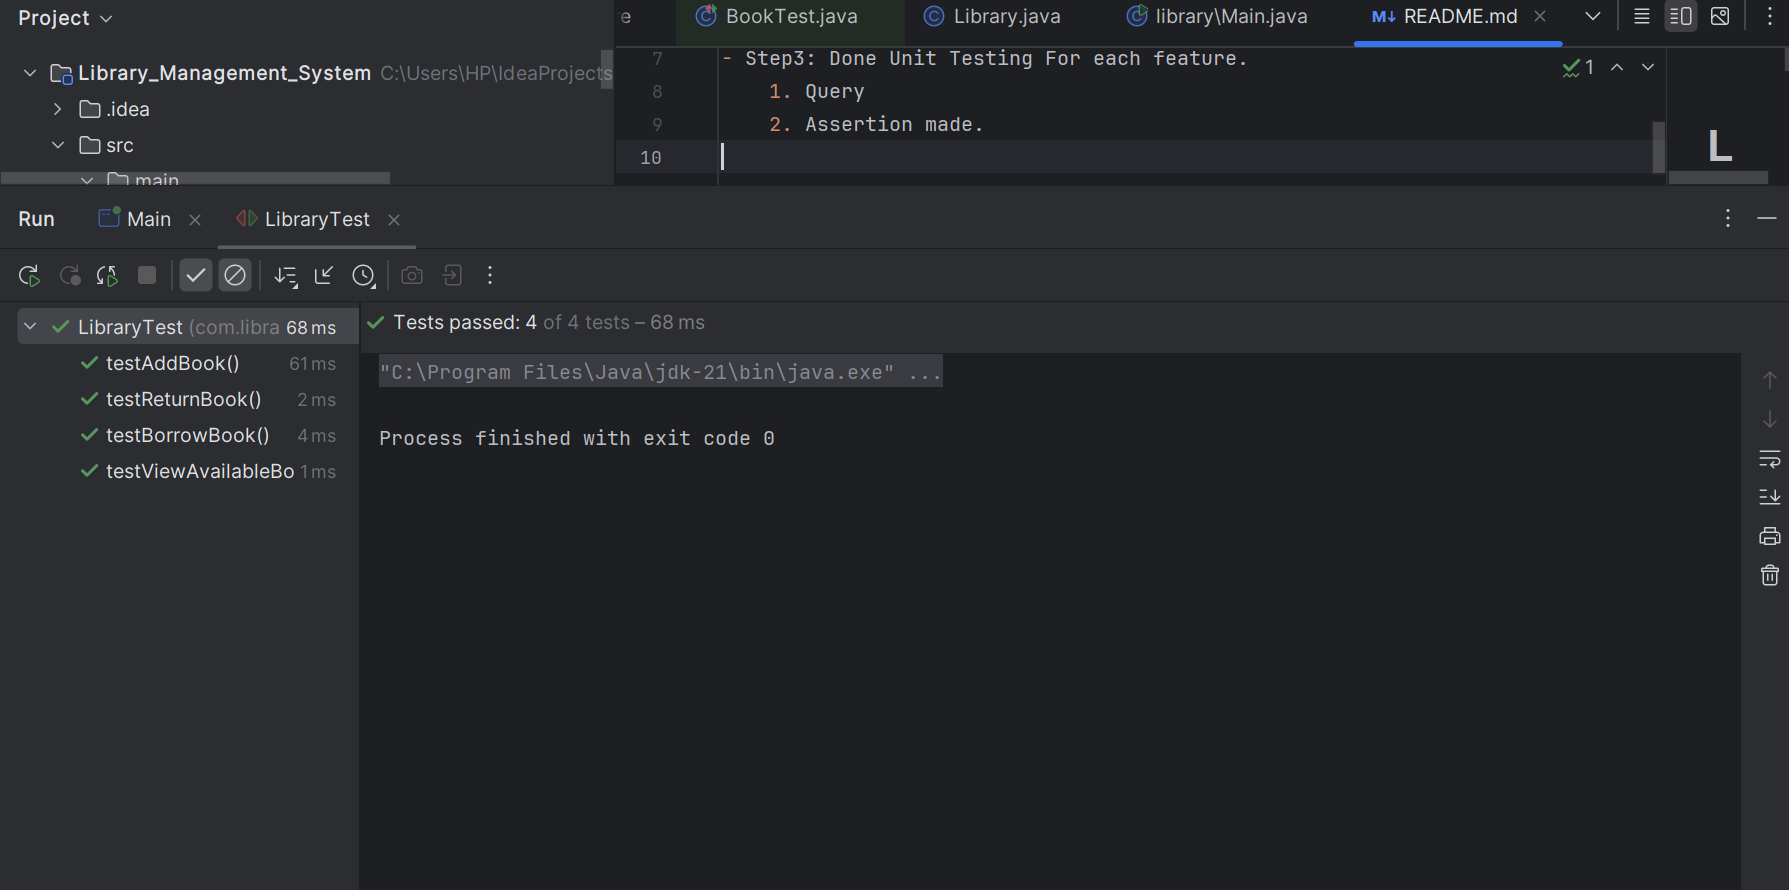 Project
e
BookTest.java
Library.java
library\Main.java
M↓ README.md
Library_Management_System C:\Users\HP\IdeaProjects
.idea
src
main
7 - Step3: Done Unit Testing For each feature.
8 1. Query
9 2. Assertion made.
10
1
L
Run
Main
LibraryTest
LibraryTest (com.libra 68 ms
testAddBook() 61 ms
testReturnBook() 2 ms
testBorrowBook() 4 ms
testViewAvailableBo 1 ms
Tests passed: 4 of 4 tests – 68 ms
"C:\Program Files\Java\jdk-21\bin\java.exe" ...
Process finished with exit code 0